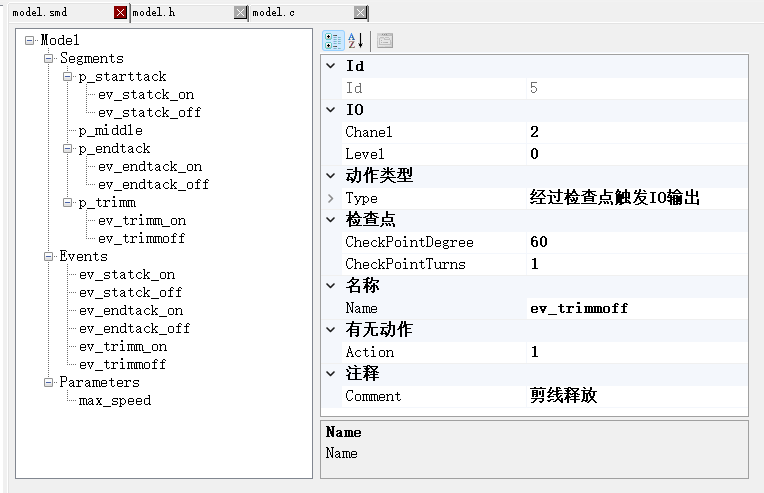 model.smd model.h model.c
Model
Segments
p_starttack
ev_statck_on
ev_statck_off
p_middle
p_endtack
ev_endtack_on
ev_endtack_off
p_trimm
ev_trimm_on
ev_trimmoff
Events
ev_statck_on
ev_statck_off
ev_endtack_on
ev_endtack_off
ev_trimm_on
ev_trimmoff
Parameters
max_speed
Id
Id 5
IO
Chanel 2
Level 0
动作类型
Type 经过检查点触发IO输出
检查点
CheckPointDegree 60
CheckPointTurns 1
名称
Name ev_trimmoff
有无动作
Action 1
注释
Comment 剪线释放
Name
Name